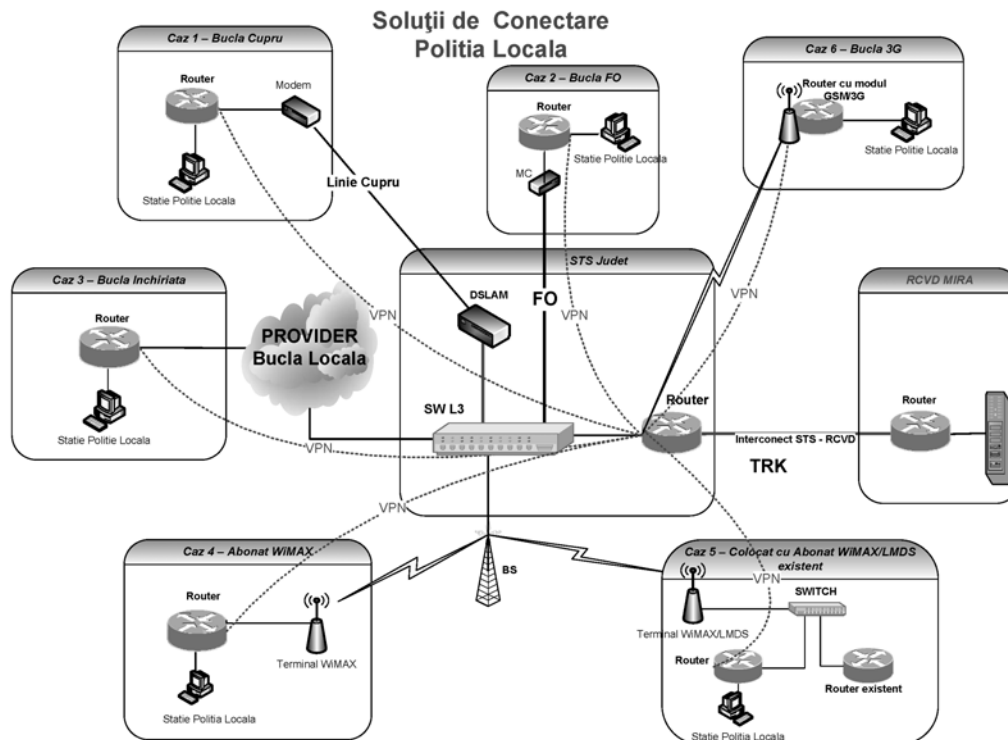 Soluţii de Conectare
Politia Locala
Caz 1 – Bucla Cupru
Router
Modem
Statie Politie Locala
Linie Cupru
Caz 2 – Bucla FO
Router
Statie Politie Locala
MC
Caz 6 – Bucla 3G
Router cu modul
GSM/3G
Statie Politie Locala
Caz 3 – Bucla Inchiriata
Router
Statie Politie Locala
PROVIDER
Bucla Locala
STS Judet
DSLAM
FO
SW L3
Router
VPN
VPN
VPN
VPN
VPN
VPN
RCVD MIRA
Router
Interconect STS - RCVD
TRK
Caz 4 – Abonat WiMAX
Router
Terminal WiMAX
Statie Politia Locala
BS
Caz 5 – Colocat cu Abonat WiMAX/LMDS
existent
SWITCH
Terminal WiMAX/LMDS
Router
Router existent
Statie Politia Locala